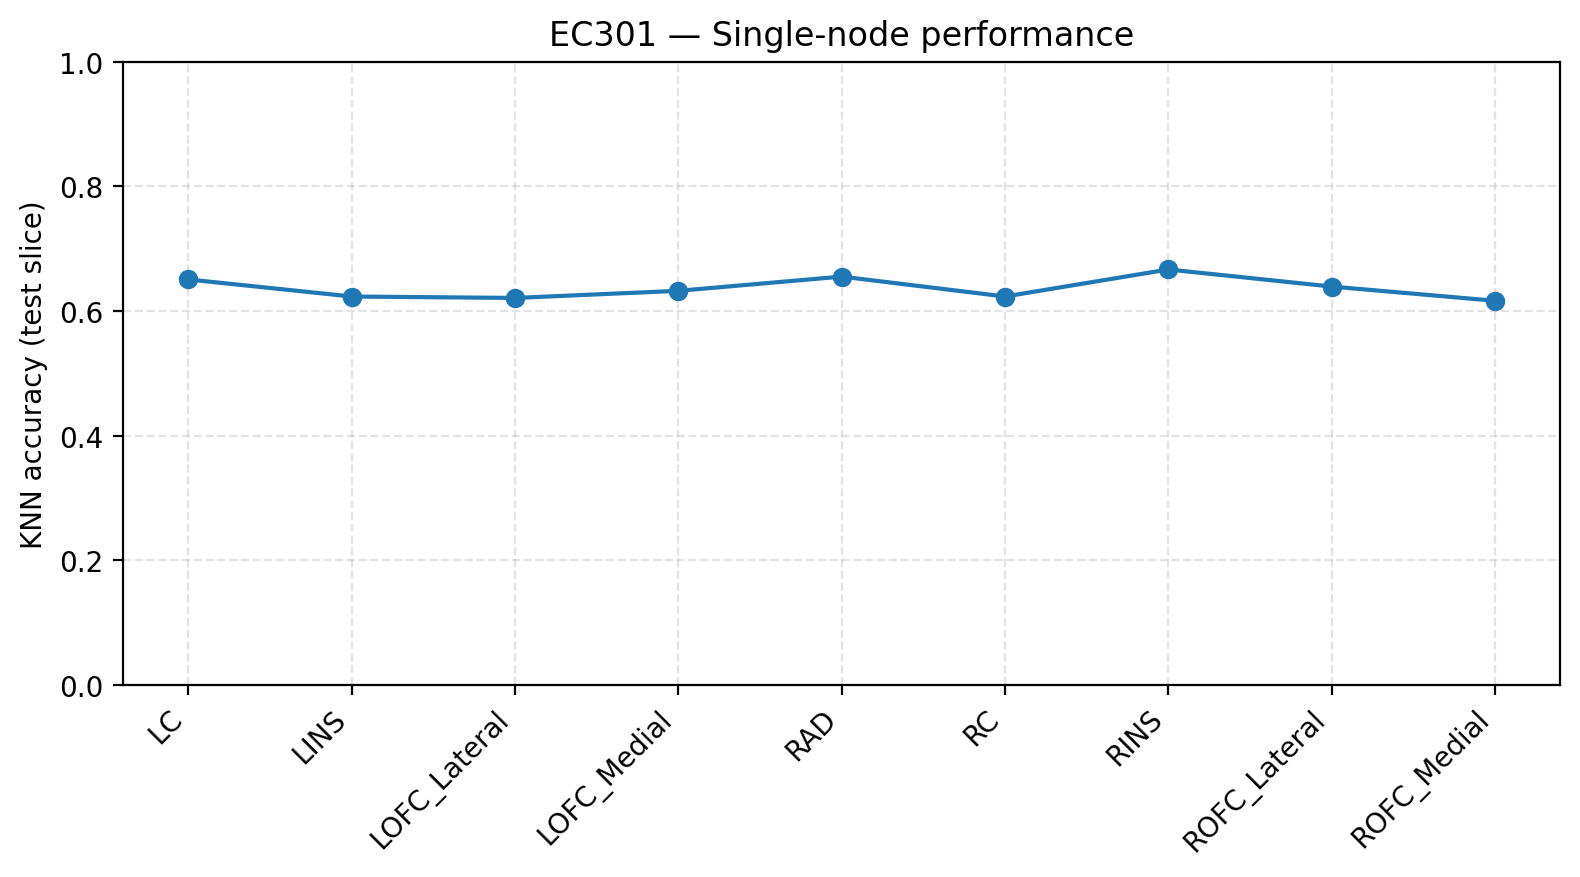 EC301 — Single-node performance
KNN accuracy (test slice)
1.0
0.8
0.6
0.4
0.2
0.0
LC
LINS
LOFC_Lateral
LOFC_Medial
RAD
RC
RINS
ROFC_Lateral
ROFC_Medial